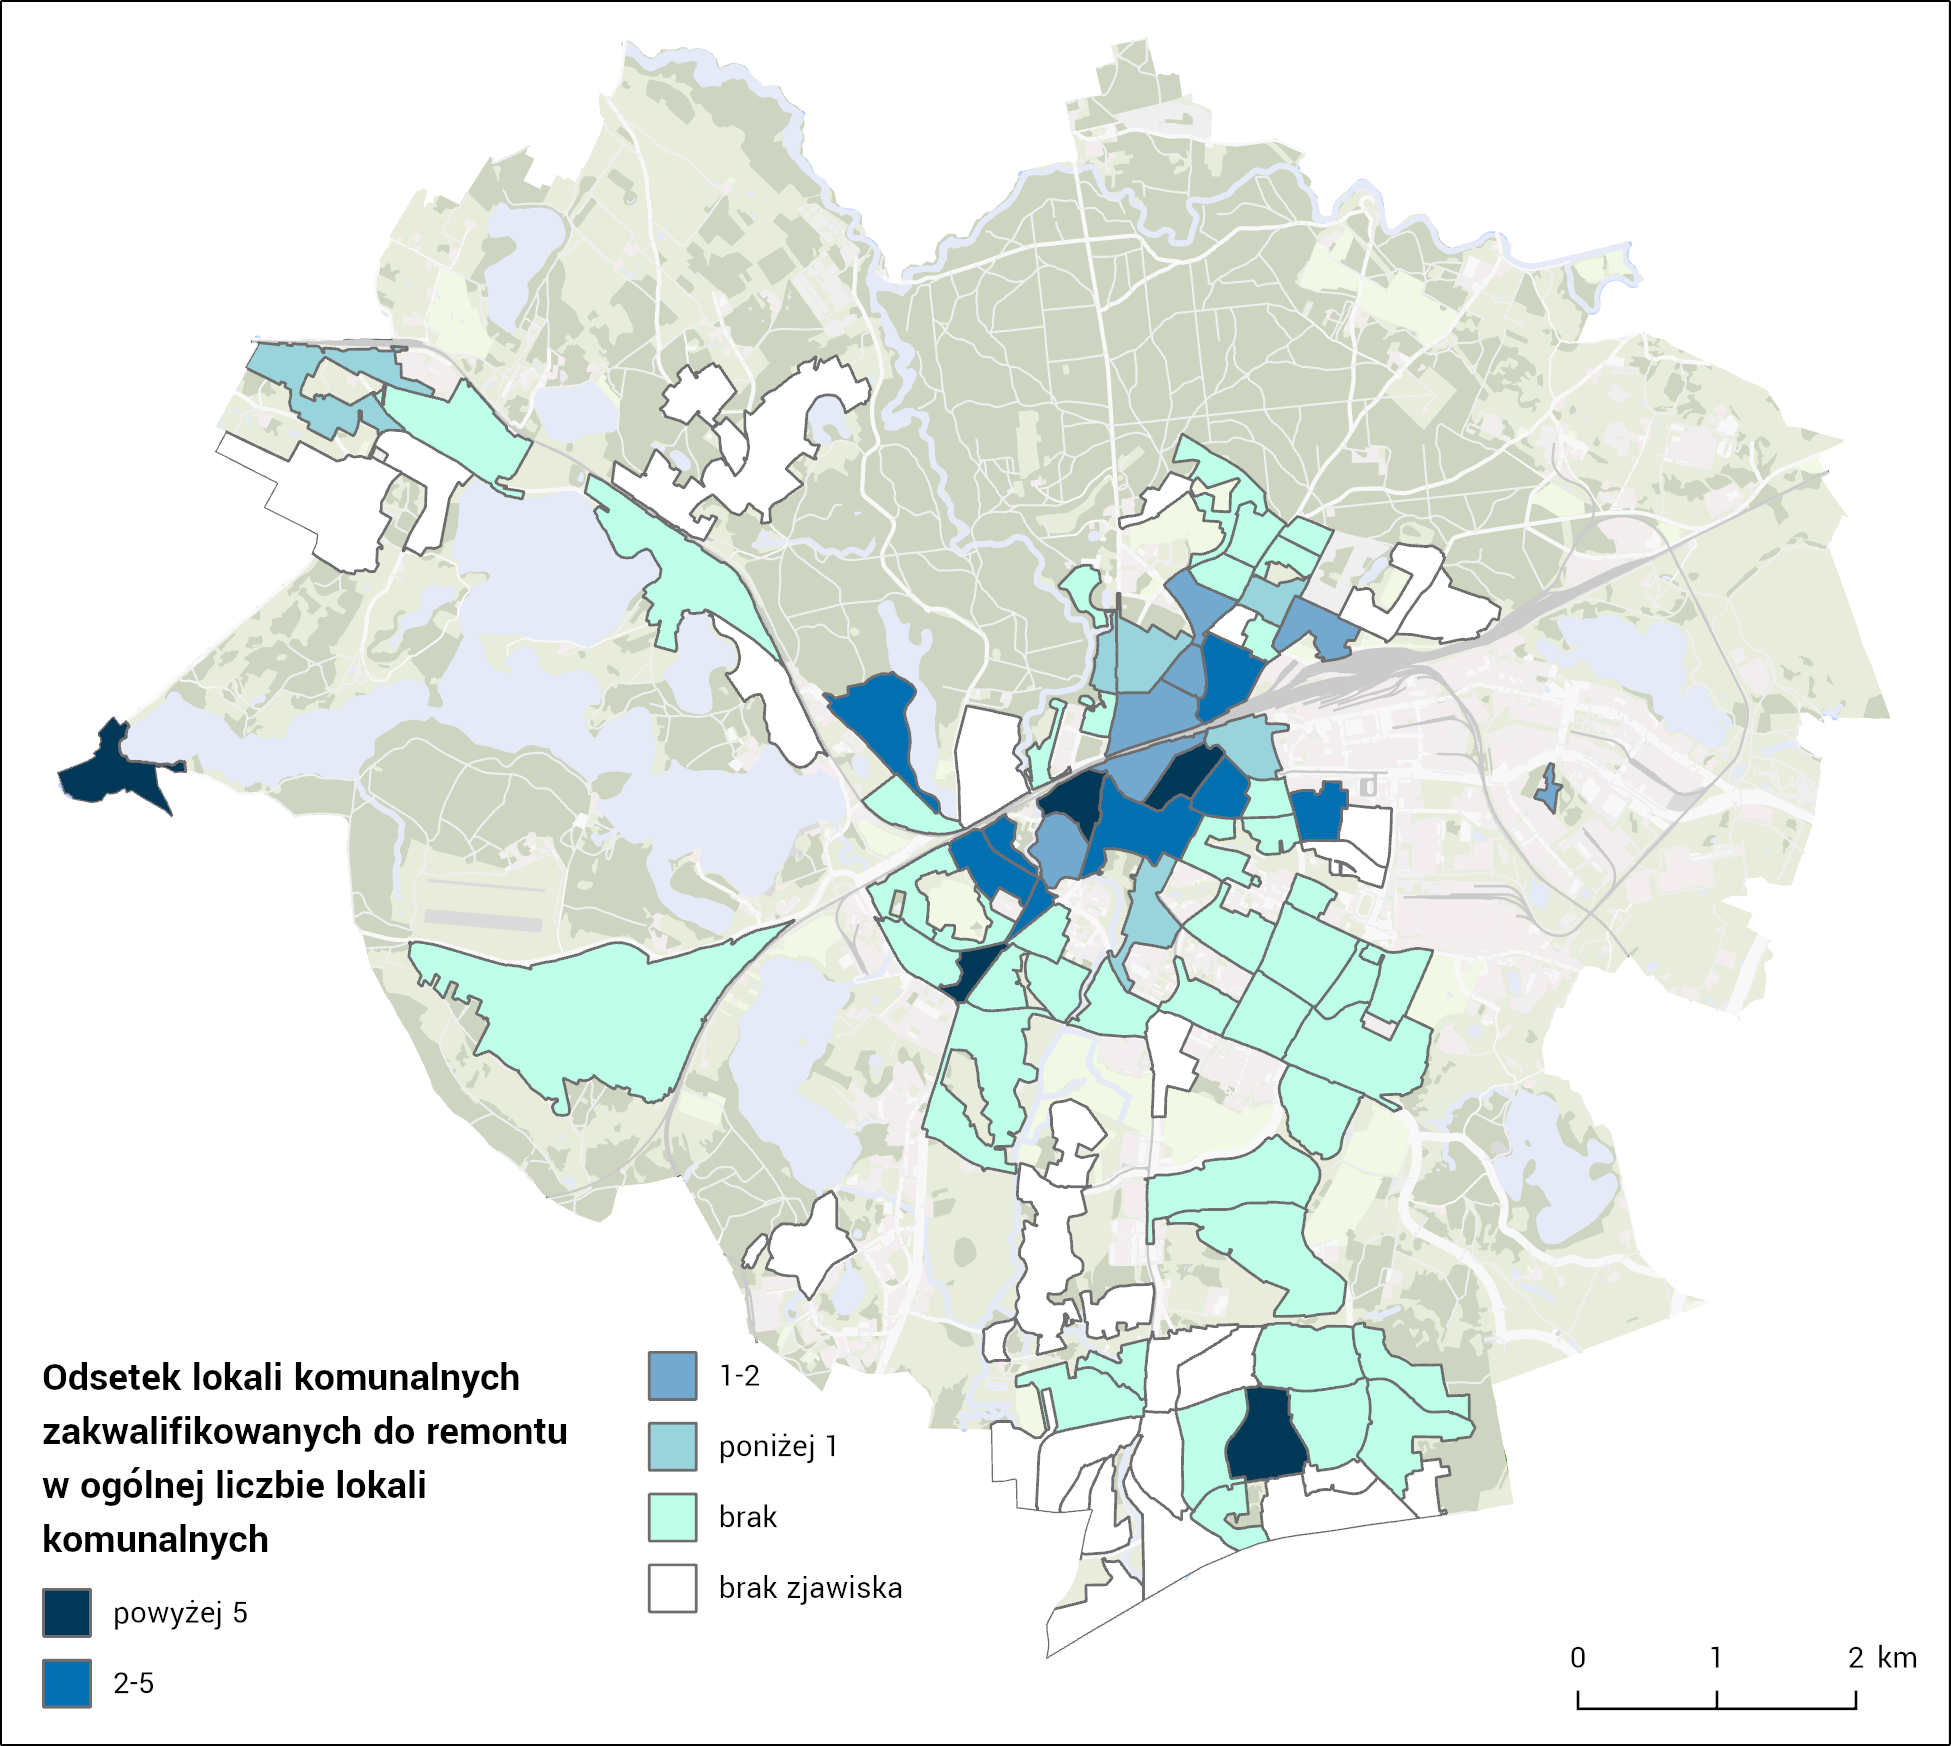 Odsetek lokali komunalnych
zakwalifikowanych do remontu
w ogólnej liczbie lokali
komunalnych
powyżej 5
2-5
1-2
poniżej 1
brak
brak zjawiska
0 1 2 km